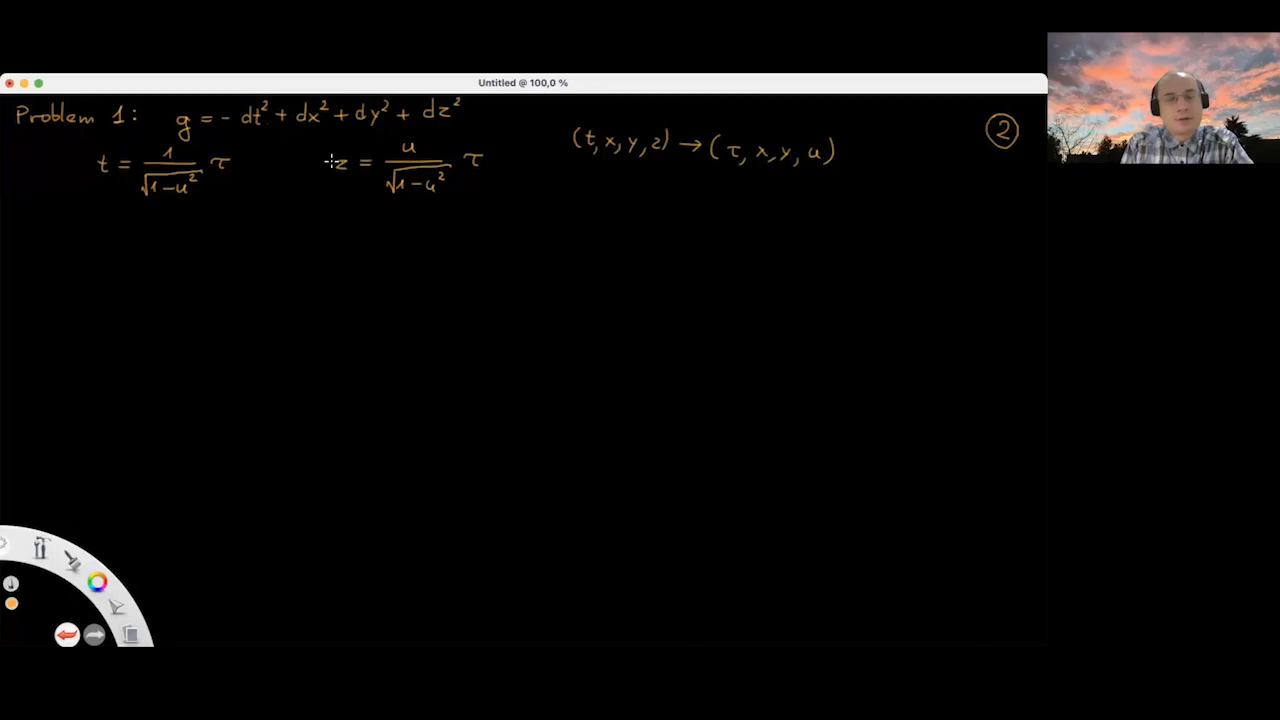 Untitled @ 100,0 %
Problem 1: g = - dt² + dx² + dy² + dz²
(t, x, y, z) → (τ, x, y, u)
②
t = 1/√(1-u²) τ
z = u/√(1-u²) τ